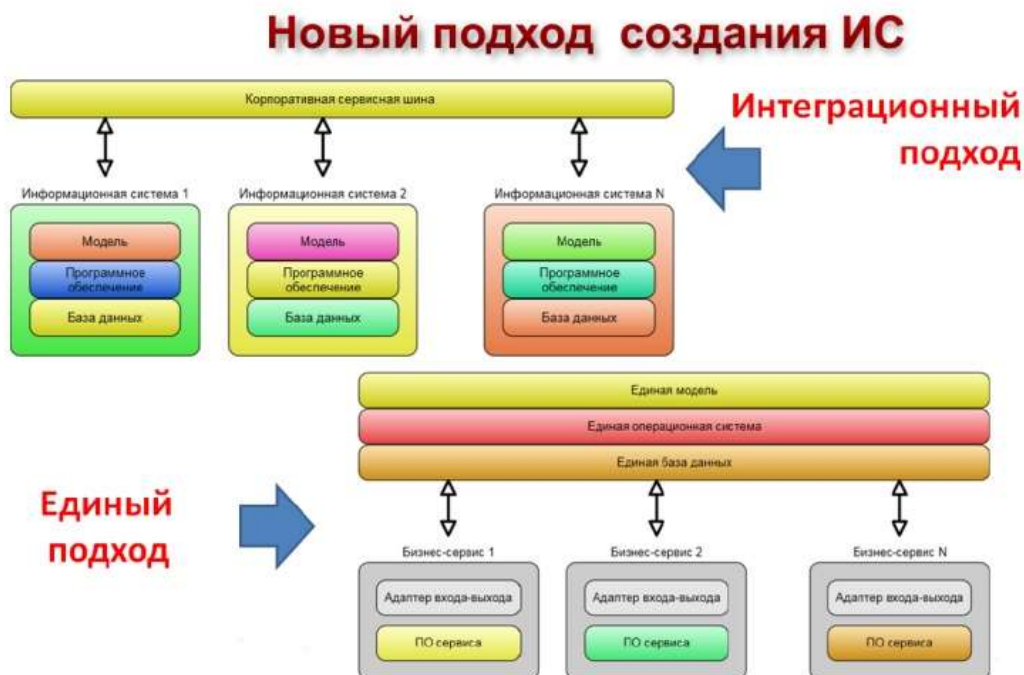 Новый подход создания ИС
Корпоративная сервисная шина
Интеграционный
подход
Информационная система 1
Информационная система 2
Информационная система N
Модель
Модель
Модель
Программное
обеспечение
Программное
обеспечение
Программное
обеспечение
База данных
База данных
База данных
Единая модель
Единая операционная система
Единая база данных
Единый
подход
Бизнес-сервис 1
Бизнес-сервис 2
Бизнес-сервис N
Адаптер входа-выхода
Адаптер входа-выхода
Адаптер входа-выхода
ПО сервиса
ПО сервиса
ПО сервиса